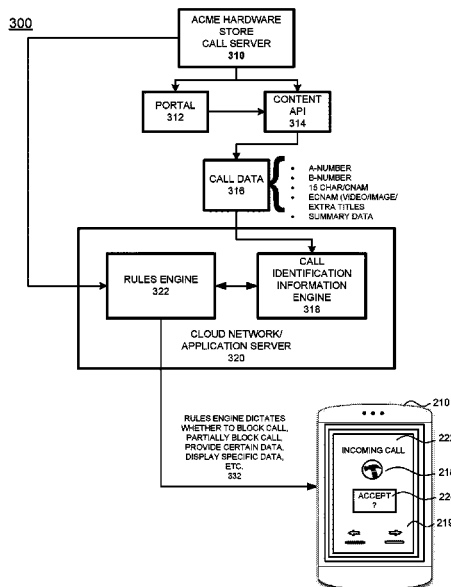 300
ACME HARDWARE
STORE
CALL SERVER
310
PORTAL
312
CONTENT
API
314
CALL DATA
316
• A-NUMBER
• B-NUMBER
• 15 CHAR/CNAM
• ECNAM (VIDEO/IMAGE/
EXTRA TITLES
• SUMMARY DATA
RULES ENGINE
322
CALL
IDENTIFICATION
INFORMATION
ENGINE
318
CLOUD NETWORK/
APPLICATION SERVER
320
RULES ENGINE DICTATES
WHETHER TO BLOCK CALL,
PARTIALLY BLOCK CALL,
PROVIDE CERTAIN DATA,
DISPLAY SPECIFIC DATA,
ETC.
332
210
222
INCOMING CALL
ACCEPT
?
219